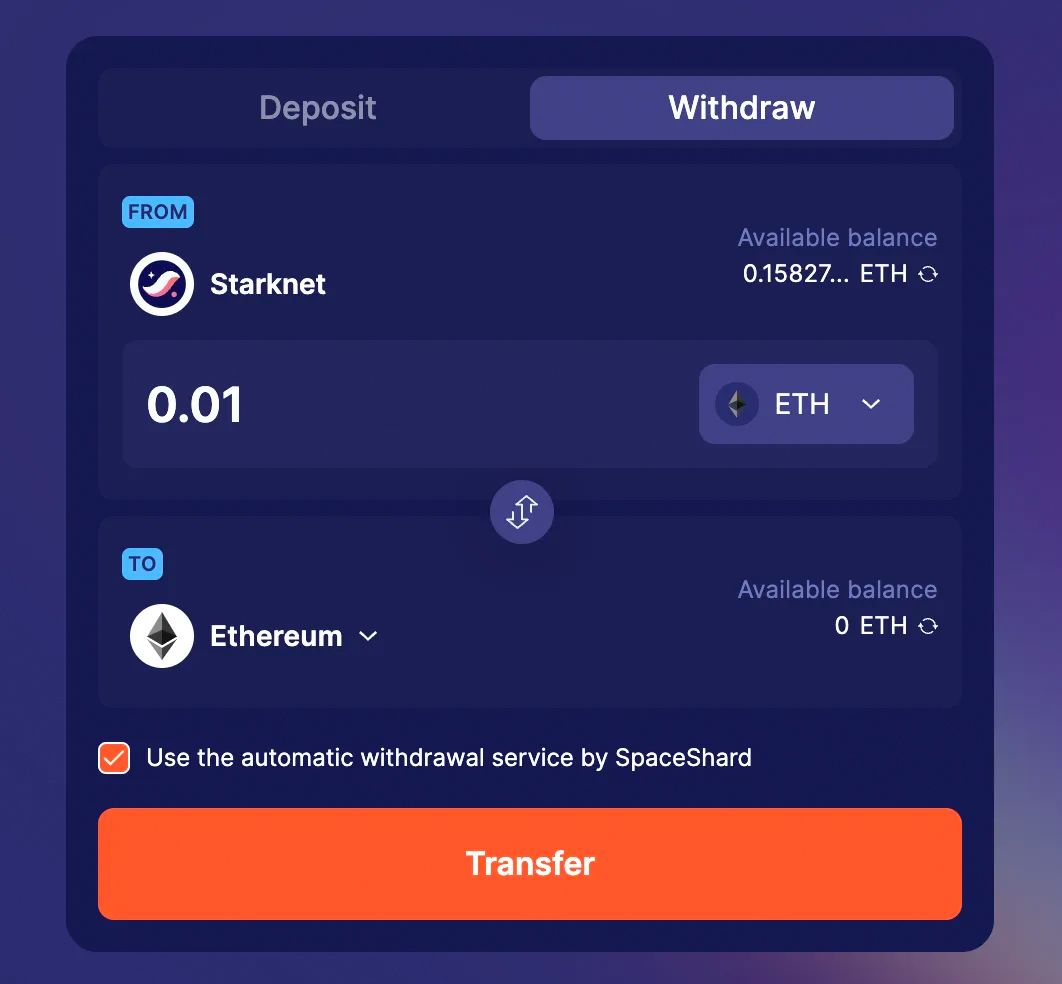 Deposit
Withdraw
FROM
Available balance
Starknet
0.15827... ETH
0.01
ETH
TO
Available balance
Ethereum
0 ETH
Use the automatic withdrawal service by SpaceShard
Transfer